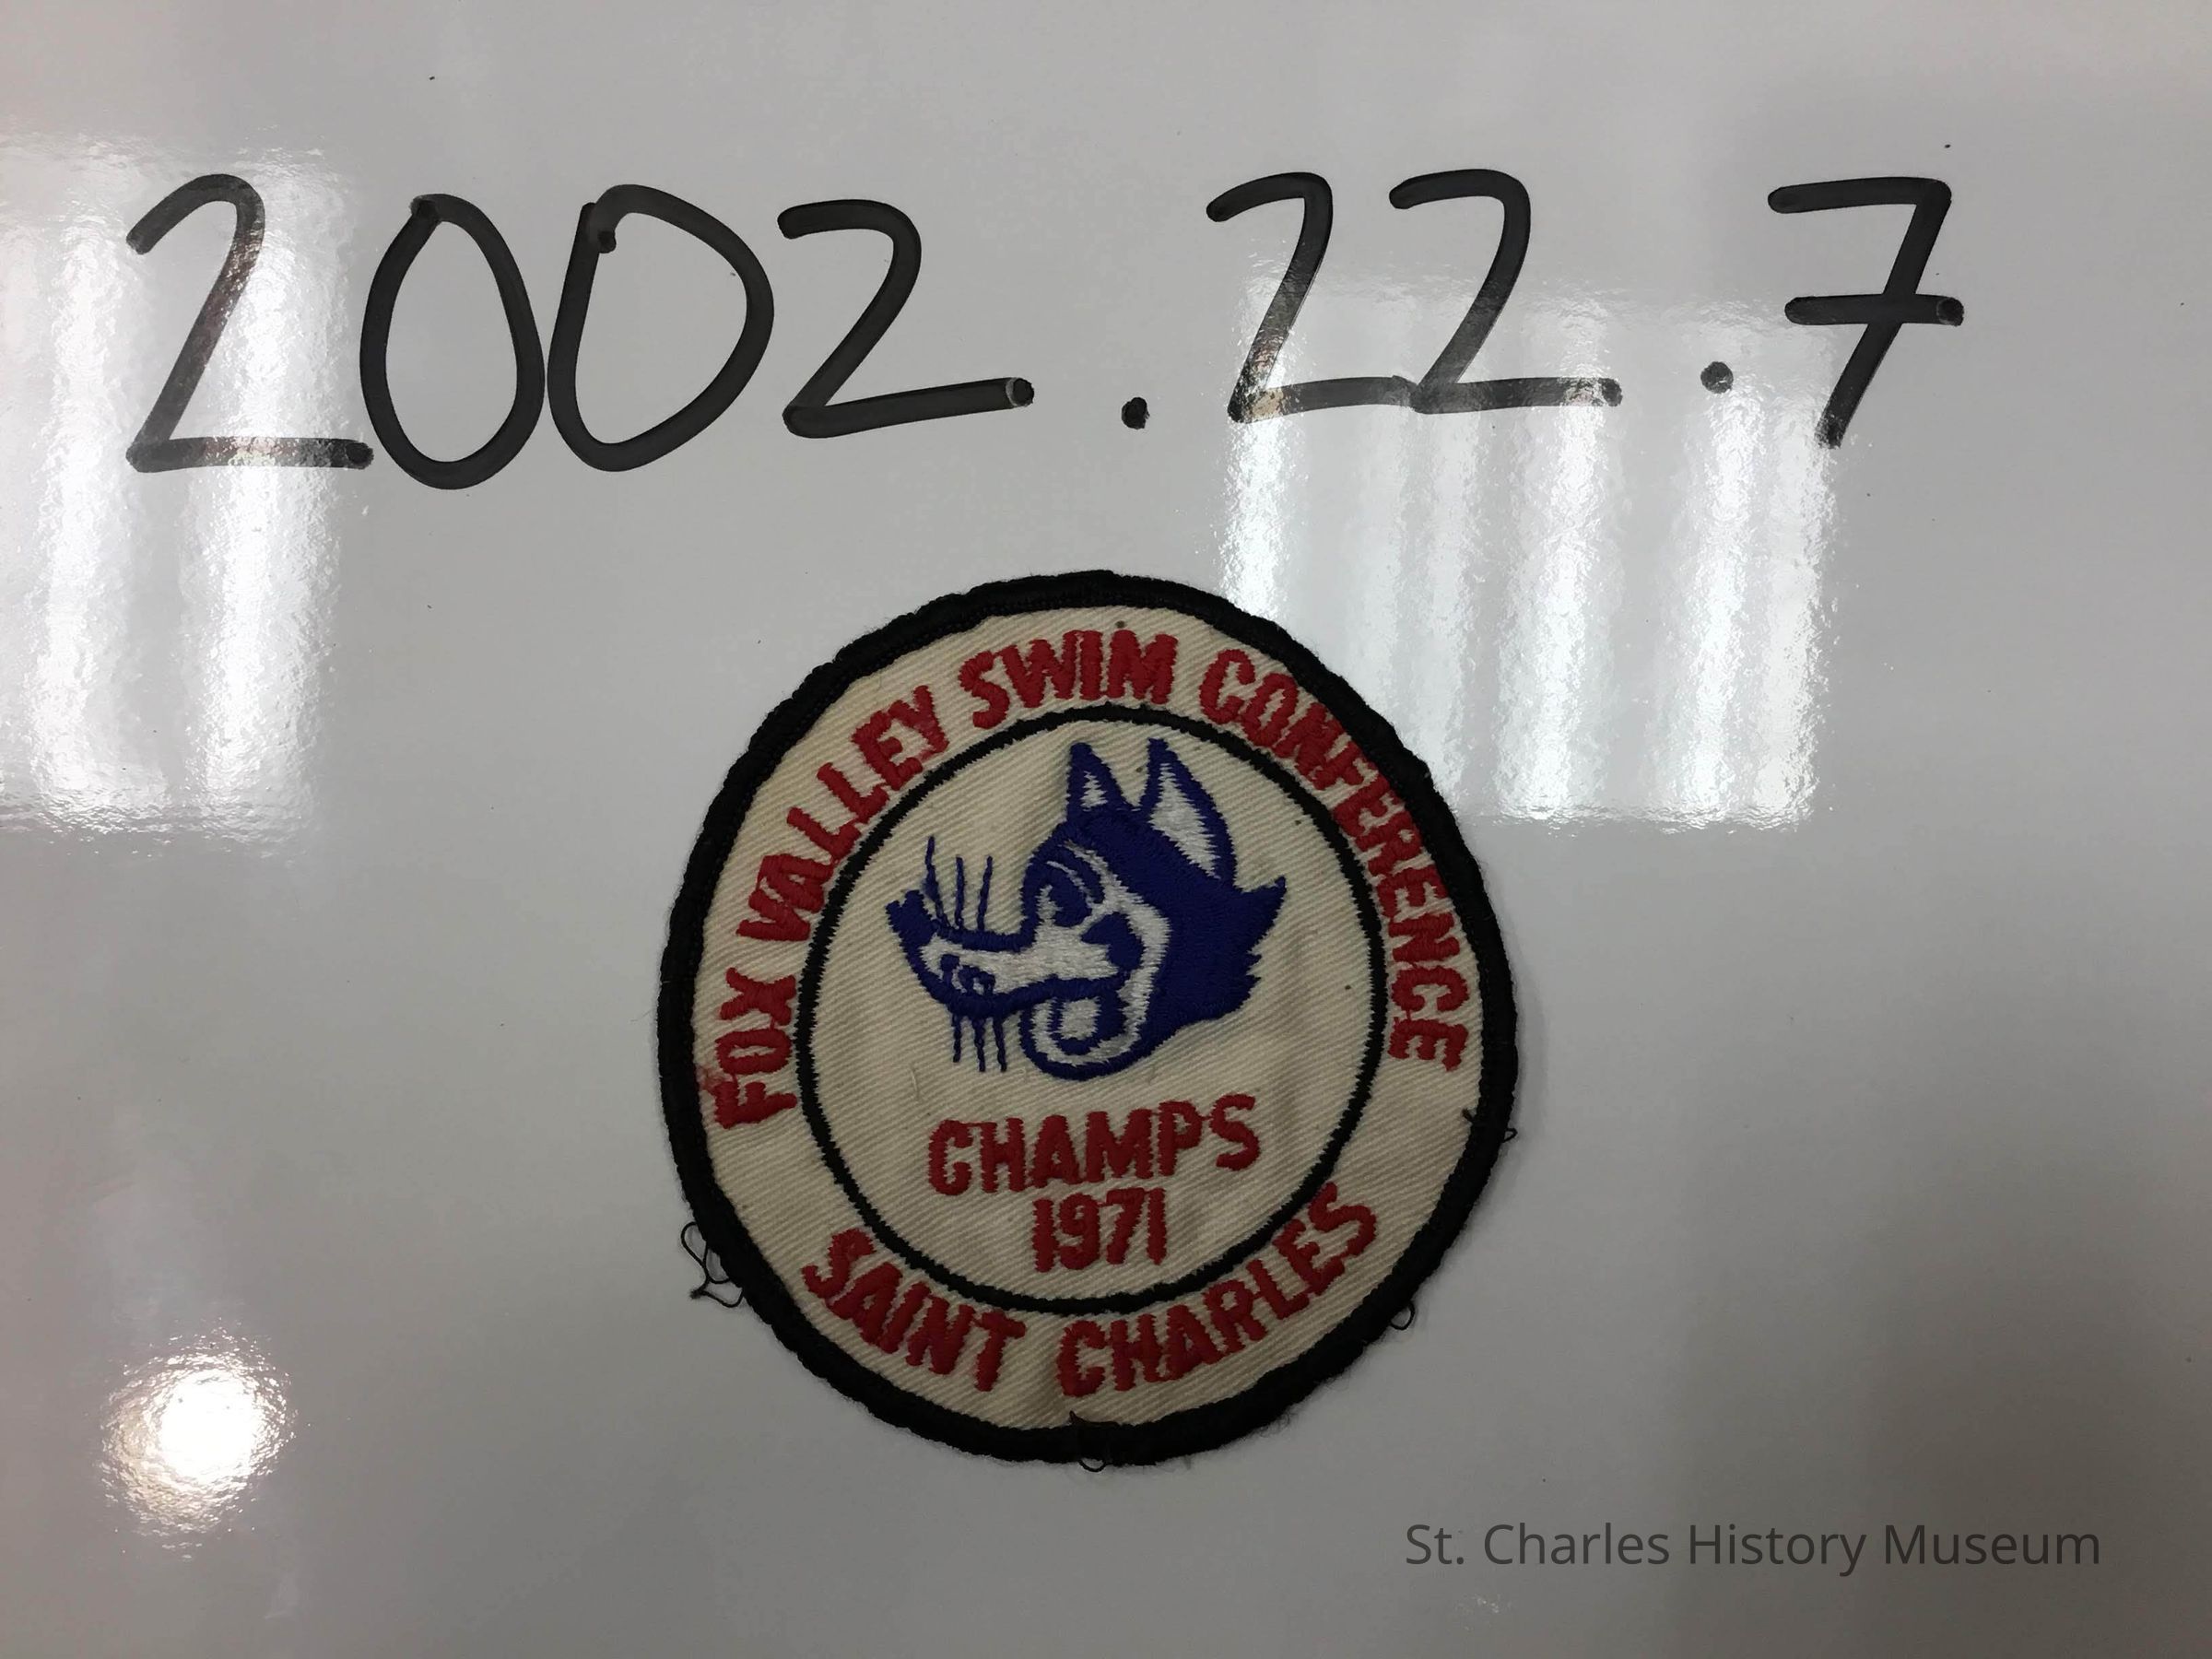 2002.22.7
FOX VALLEY SWIM CONFERENCE
CHAMPS
1971
SAINT CHARLES
St. Charles History Museum